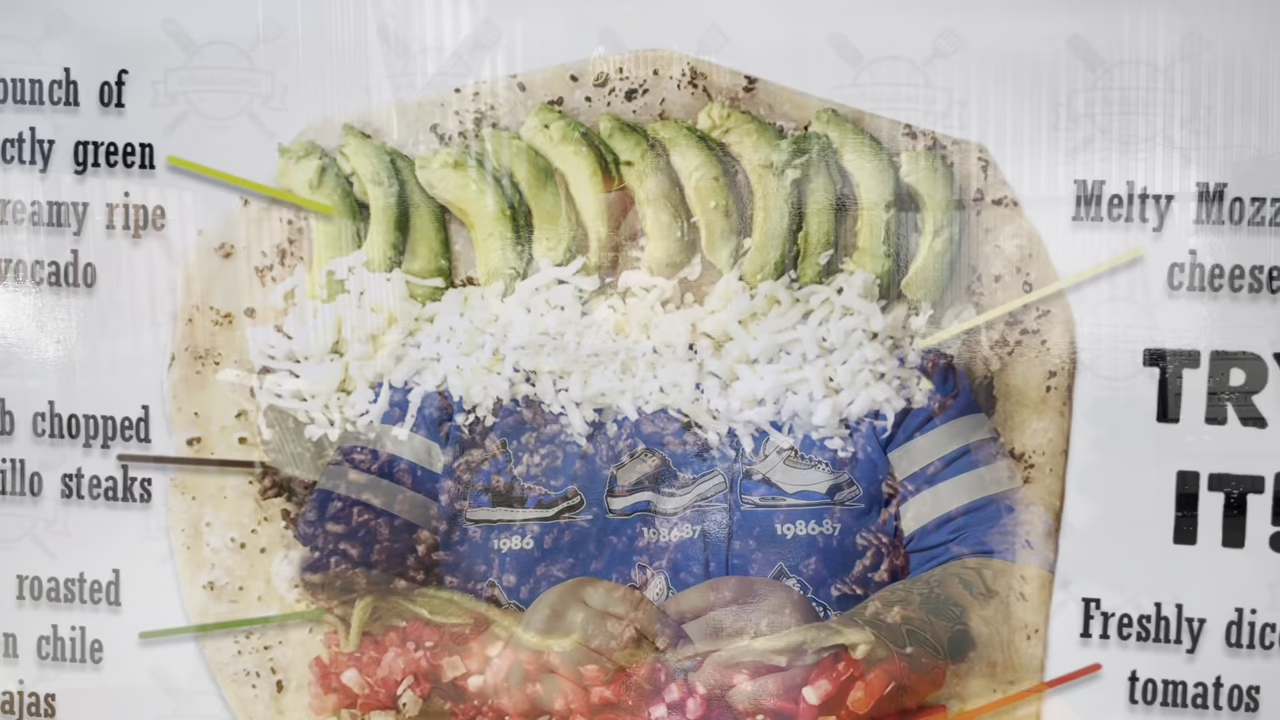 bunch of
ctly green
reamy ripe
vocado
b chopped
illo steaks
roasted
n chile
ajas
Melty Mozz
cheese
TRY
IT!
Freshly dic
tomatos
1986
1986-87
1986-87